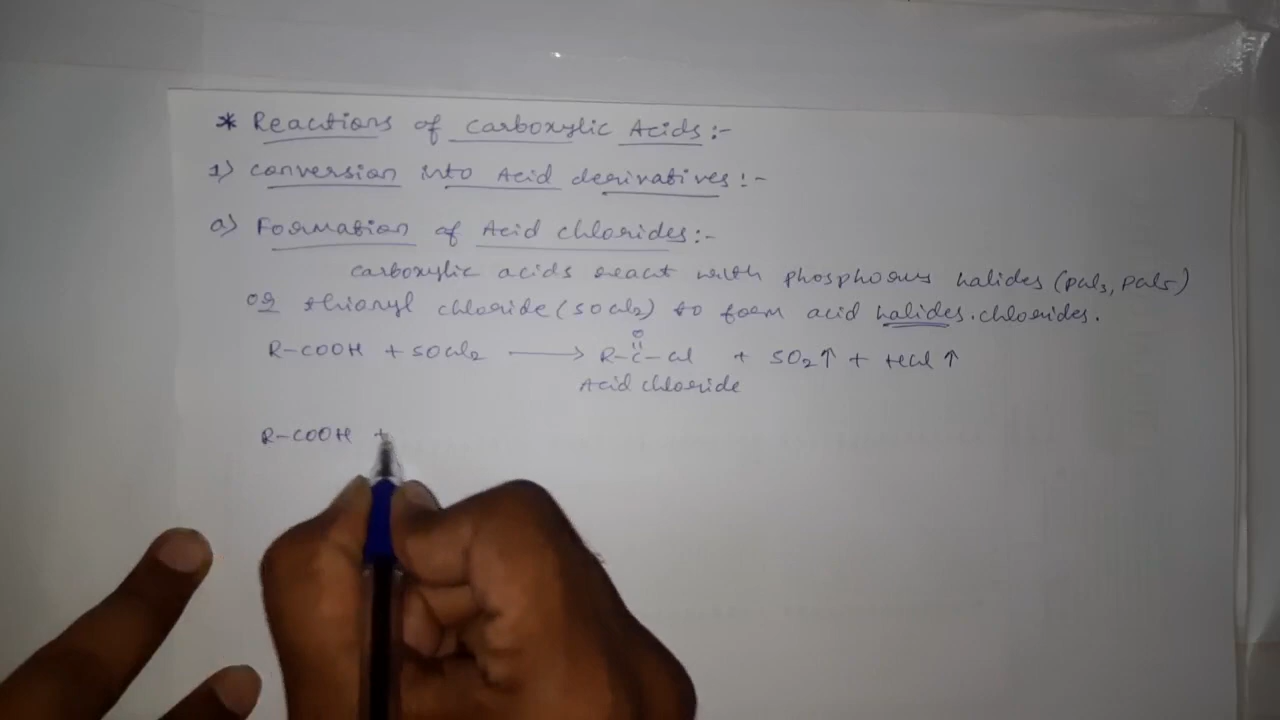 * Reactions of Carboxylic Acids:-
1) Conversion into Acid derivatives:-
a) Formation of Acid chlorides:-
Carboxylic acids react with phosphorus halides (PCl₃, PCl₅)
or thionyl chloride (SOCl₂) to form acid halides. chlorides.
O
R-COOH + SOCl₂ ⟶ R-C-Cl + SO₂↑ + HCl↑
Acid chloride
R-COOH +